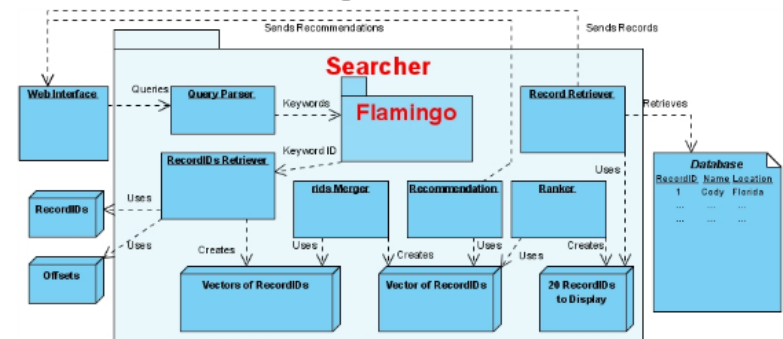 Sends Recommendations
Sends Records
Searcher
Web Interface
Queries
Query Parser
Keywords
Flamingo
Record Retriever
Retrieves
Keyword ID
RecordIDs Retriever
Uses
Database
RecordID Name Location
1 Cody Florida
... ... ...
... ... ...
rids Merger
Recommendation
Ranker
RecordIDs
Uses
Uses
Creates
Uses
Creates
Uses
Uses
Creates
Offsets
Vectors of RecordIDs
Vector of RecordIDs
20 RecordIDs
to Display